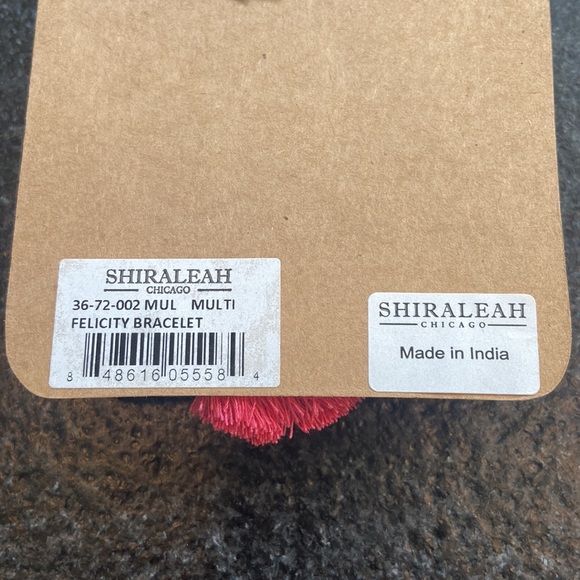 SHIRALEAH
CHICAGO
36-72-002 MUL MULTI
FELICITY BRACELET
8 48616 05558 4
SHIRALEAH
CHICAGO
Made in India